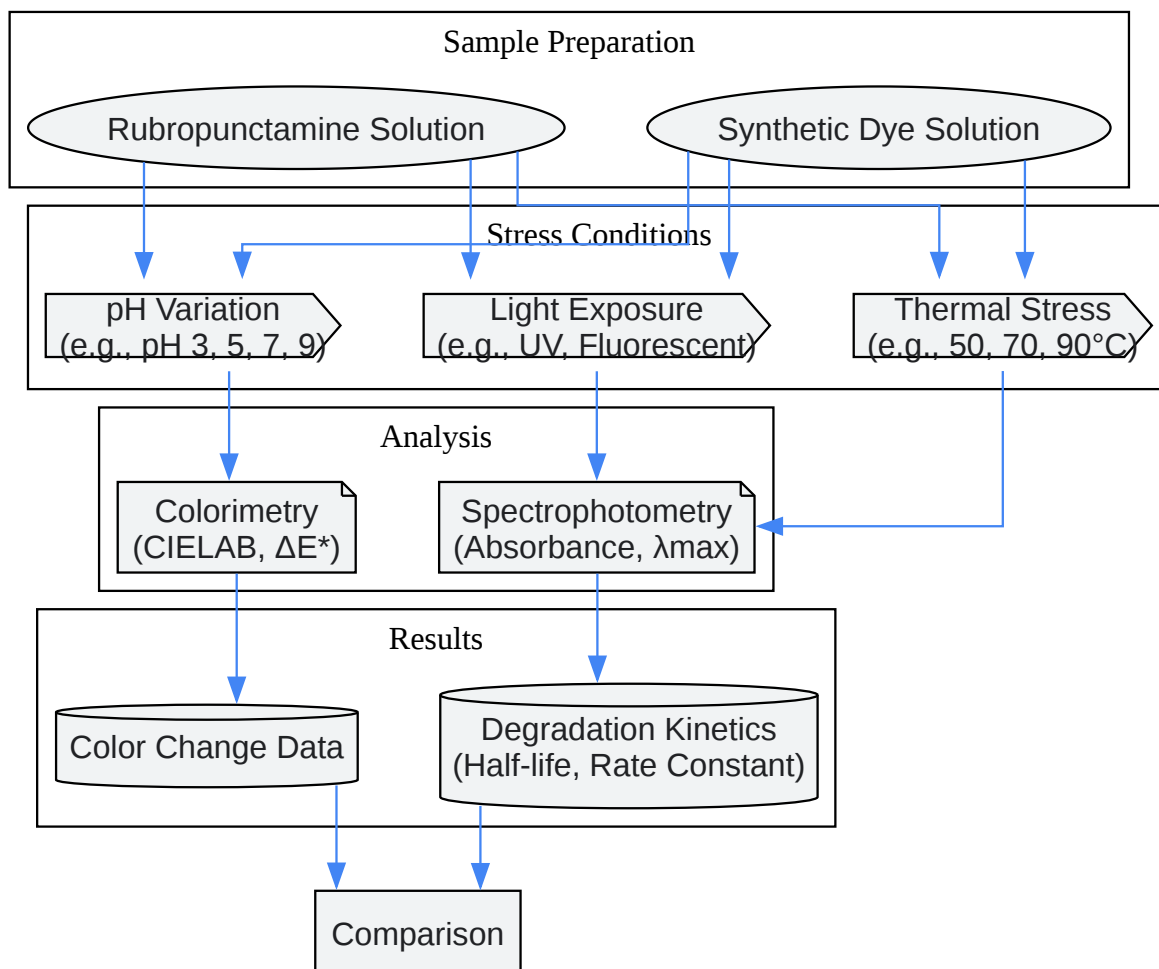 Sample Preparation
Rubropunctamine Solution
Synthetic Dye Solution
Stress Conditions
pH Variation
(e.g., pH 3, 5, 7, 9)
Light Exposure
(e.g., UV, Fluorescent)
Thermal Stress
(e.g., 50, 70, 90°C)
Analysis
Colorimetry
(CIELAB, ΔE*)
Spectrophotometry
(Absorbance, λmax)
Results
Color Change Data
Degradation Kinetics
(Half-life, Rate Constant)
Comparison